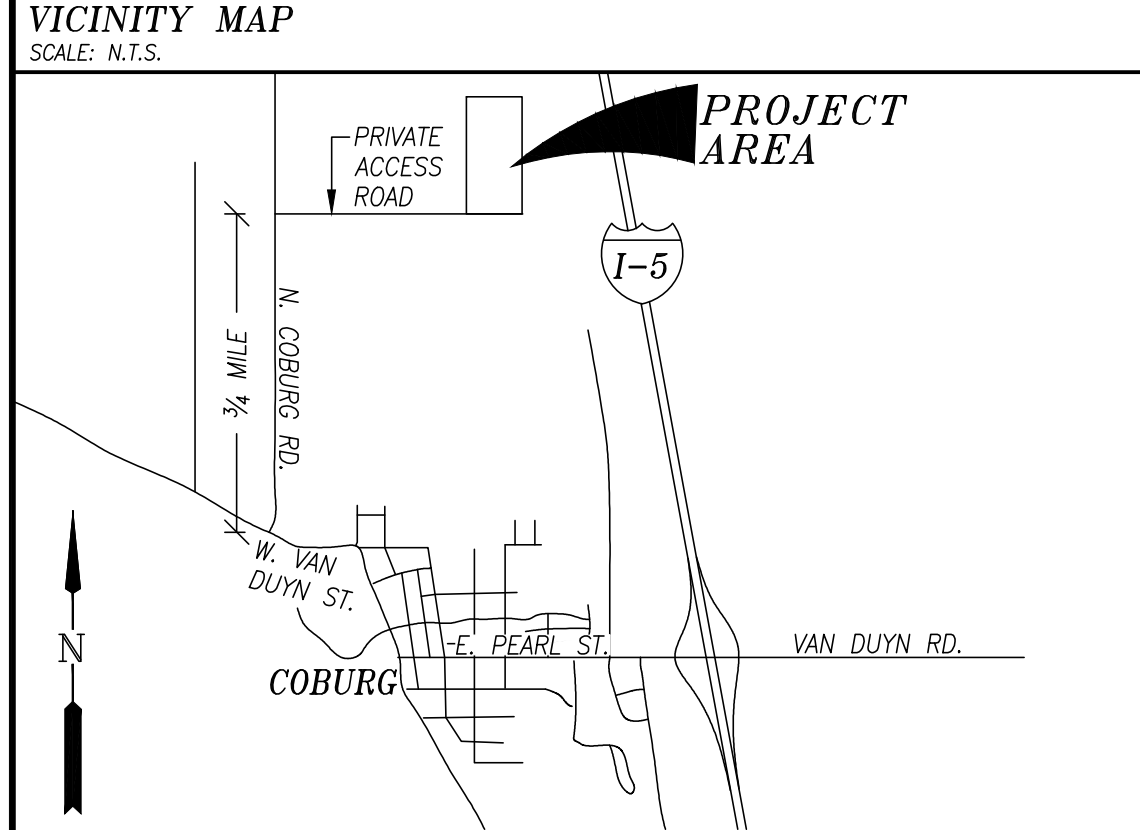 VICINITY MAP
SCALE: N.T.S.
PROJECT
AREA
PRIVATE
ACCESS
ROAD
I-5
N. COBURG RD.
3/4 MILE
W. VAN
DUYN ST.
E. PEARL ST.
VAN DUYN RD.
COBURG
N